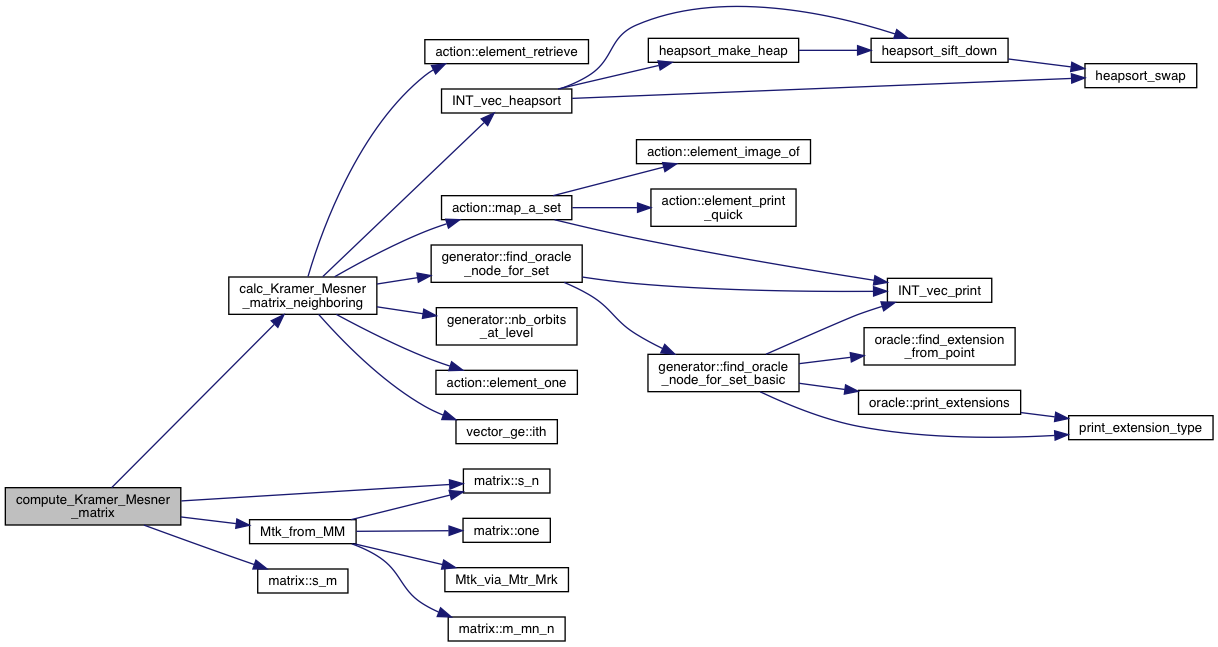 action::element_retrieve
heapsort_make_heap
heapsort_sift_down
heapsort_swap
INT_vec_heapsort
action::element_image_of
action::map_a_set
action::element_print
_quick
generator::find_oracle
_node_for_set
calc_Kramer_Mesner
_matrix_neighboring
INT_vec_print
generator::nb_orbits
_at_level
oracle::find_extension
_from_point
generator::find_oracle
_node_for_set_basic
action::element_one
oracle::print_extensions
print_extension_type
vector_ge::ith
compute_Kramer_Mesner
_matrix
matrix::s_n
Mtk_from_MM
matrix::one
matrix::s_m
Mtk_via_Mtr_Mrk
matrix::m_mn_n